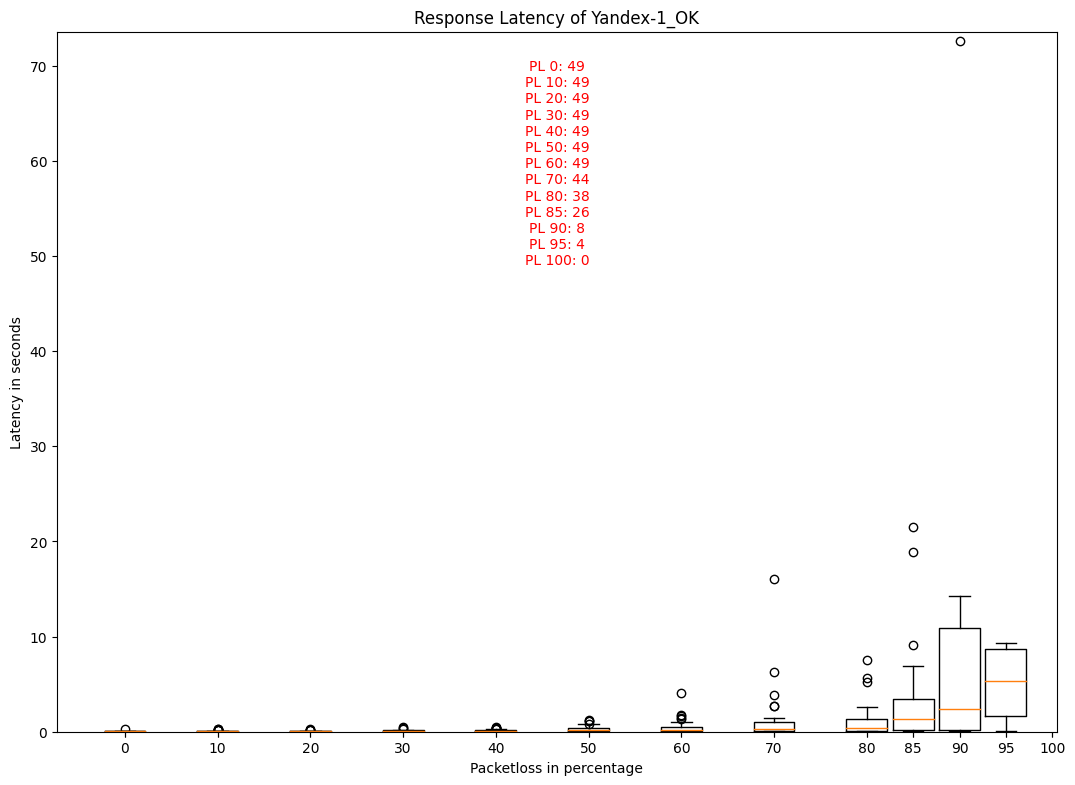 Response Latency of Yandex-1_OK
70
60
50
40
30
20
10
0
Latency in seconds
PL 0: 49
PL 10: 49
PL 20: 49
PL 30: 49
PL 40: 49
PL 50: 49
PL 60: 49
PL 70: 44
PL 80: 38
PL 85: 26
PL 90: 8
PL 95: 4
PL 100: 0
0 10 20 30 40 50 60 70 80 85 90 95 100
Packetloss in percentage